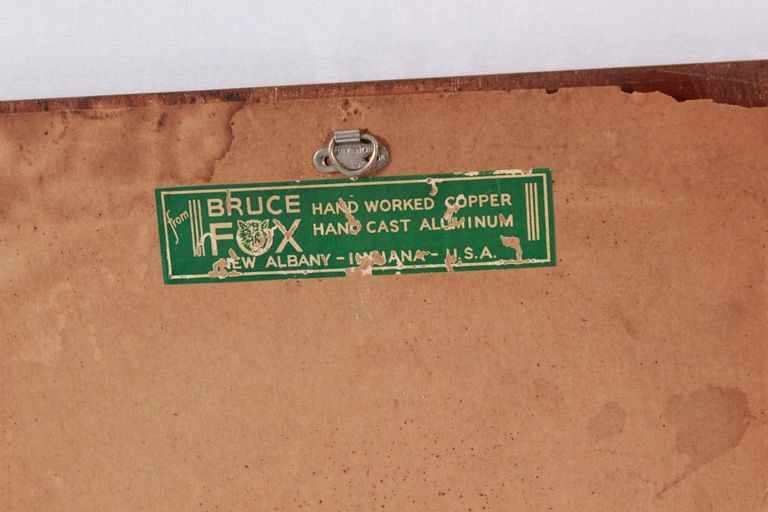 from
BRUCE
FOX
HAND WORKED COPPER
HAND CAST ALUMINUM
NEW ALBANY - INDIANA - U.S.A.